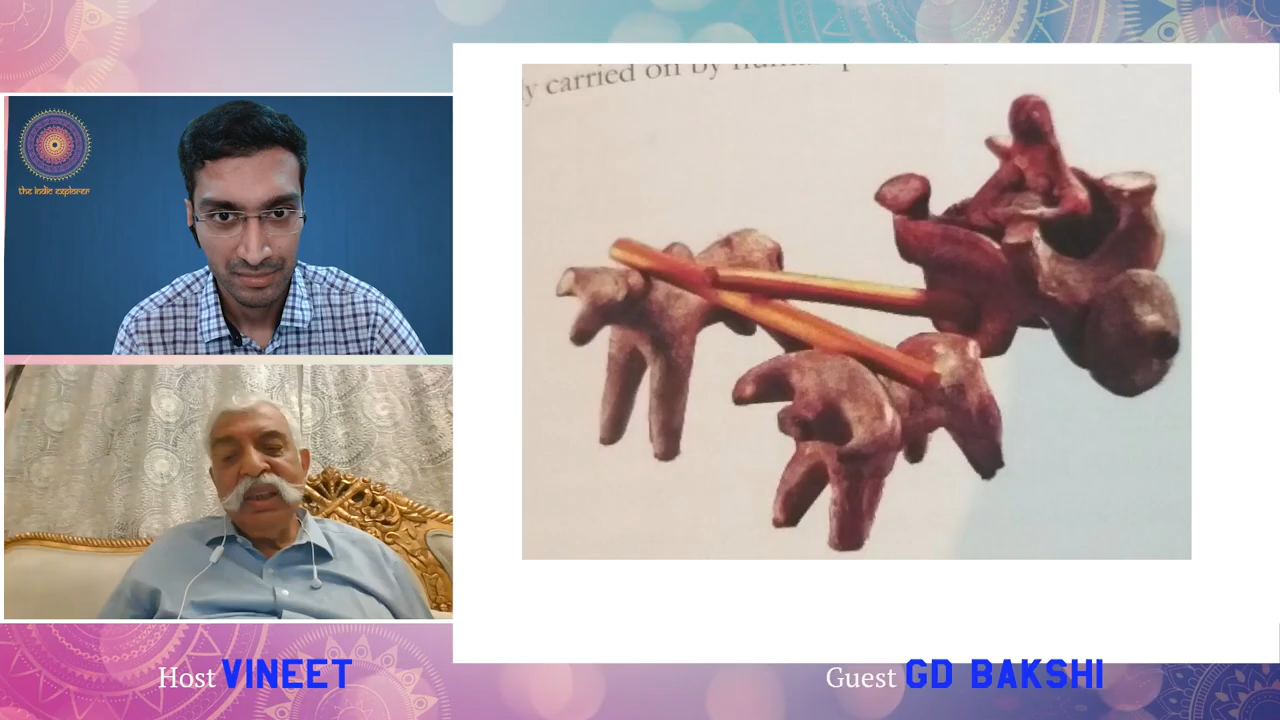 the indic explorer
y carried on by
Host VINEET
Guest GD BAKSHI